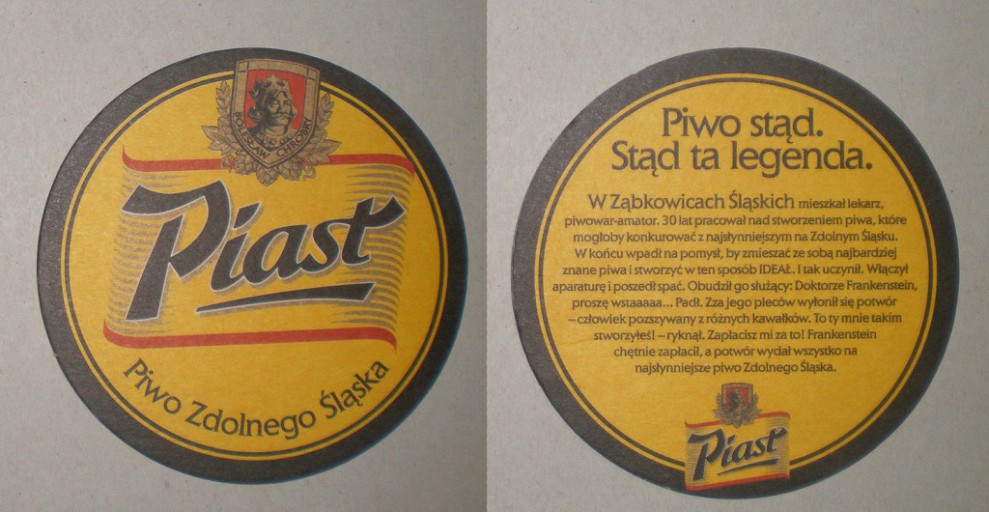 BOLESŁAW CHROBRY
Piast
Piwo Zdolnego Śląska
Piwo stąd.
Stąd ta legenda.
W Ząbkowicach Śląskich mieszkał lekarz,
piwowar-amator. 30 lat pracował nad stworzeniem piwa, które
mogłoby konkurować z najsłynniejszym na Zdolnym Śląsku.
W końcu wpadł na pomysł, by zmieszać ze sobą najbardziej
znane piwa i stworzyć w ten sposób IDEAŁ. I tak uczynił. Włączył
aparaturę i poszedł spać. Obudził go służący: Doktorze Frankenstein,
proszę wstaaaaa... Padł. Zza jego pleców wyłonił się potwór
– człowiek pozszywany z różnych kawałków. To ty mnie takim
stworzyłeś! – ryknął. Zapłacisz mi za to! Frankenstein
chętnie zapłacił, a potwór wydał wszystko na
najsłynniejsze piwo Zdolnego Śląska.
Piast